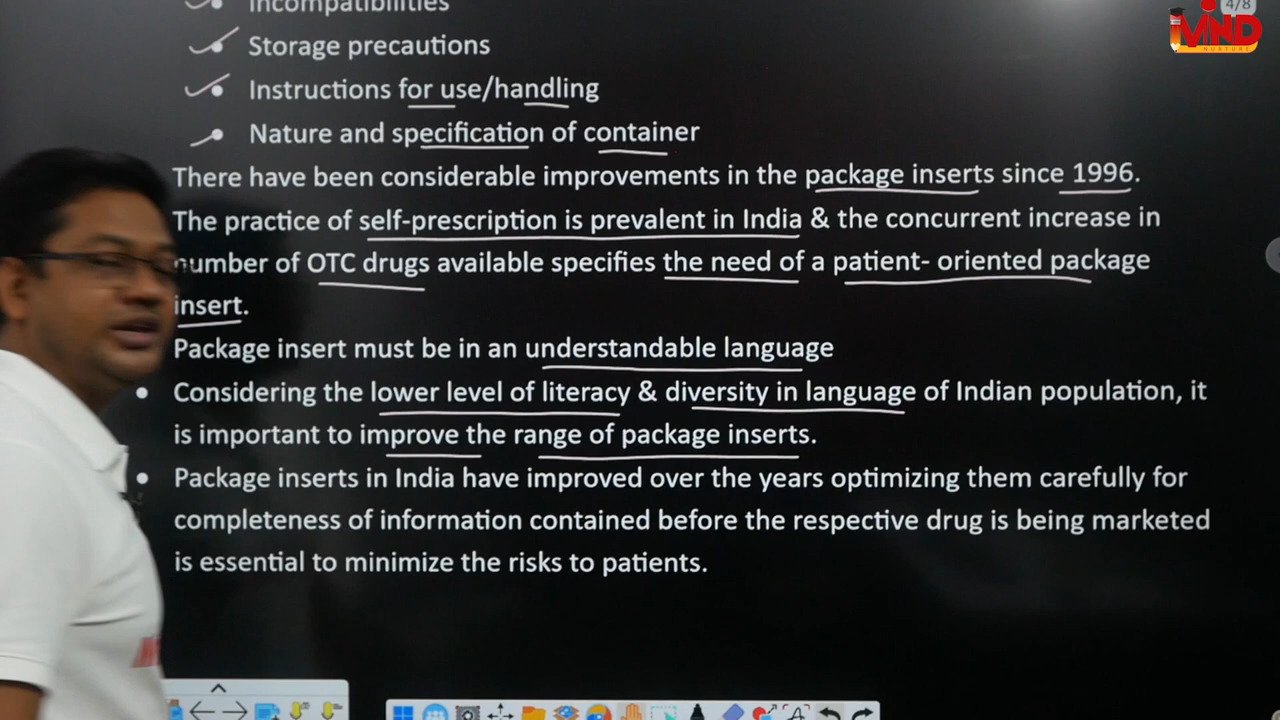 Incompatibilities
4/8
MIND
NURTURE
Storage precautions
Instructions for use/handling
Nature and specification of container
There have been considerable improvements in the package inserts since 1996.
The practice of self-prescription is prevalent in India & the concurrent increase in
number of OTC drugs available specifies the need of a patient- oriented package
insert.
Package insert must be in an understandable language
Considering the lower level of literacy & diversity in language of Indian population, it
is important to improve the range of package inserts.
Package inserts in India have improved over the years optimizing them carefully for
completeness of information contained before the respective drug is being marketed
is essential to minimize the risks to patients.